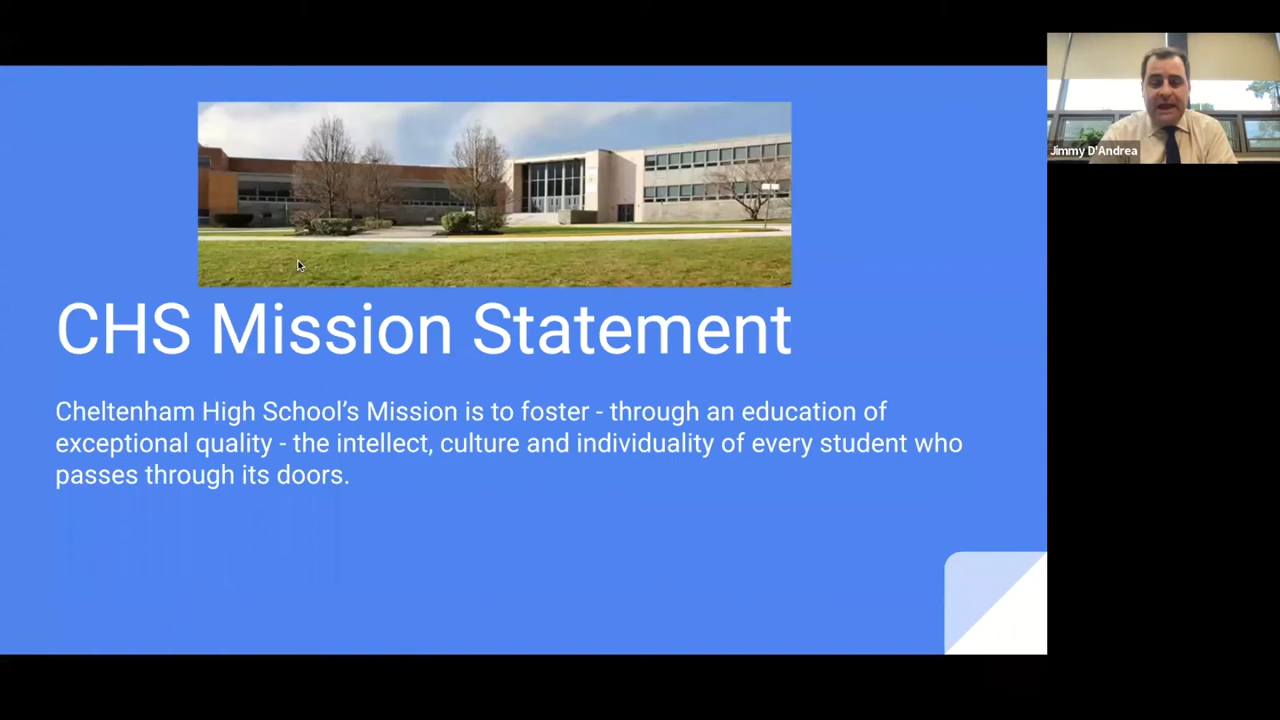 Jimmy D'Andrea
CHS Mission Statement
Cheltenham High School’s Mission is to foster - through an education of
exceptional quality - the intellect, culture and individuality of every student who
passes through its doors.